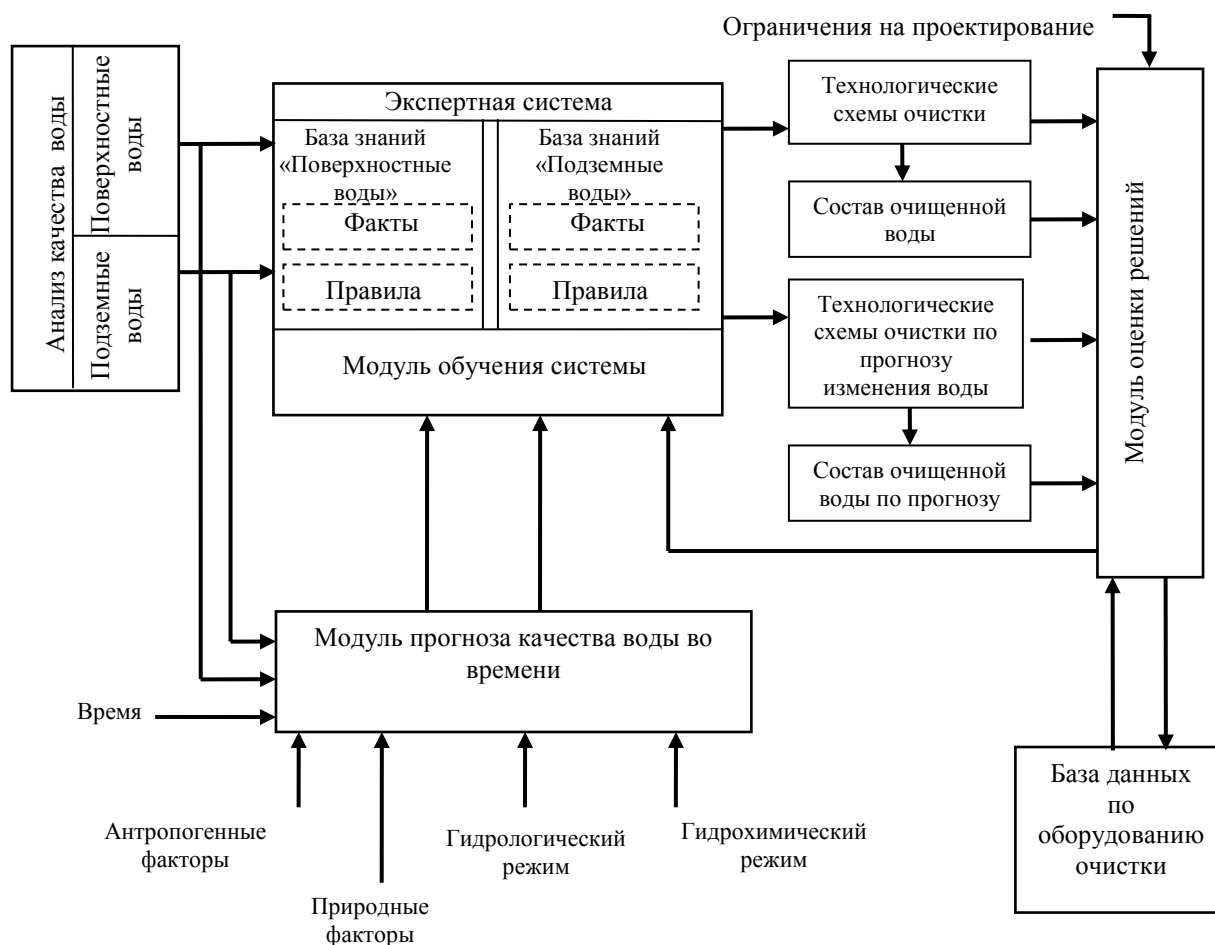 Ограничения на проектирование
Анализ качества воды
Поверхностные
воды
Подземные
воды
Экспертная система
База знаний
«Поверхностные
воды»
Факты
Правила
База знаний
«Подземные
воды»
Факты
Правила
Модуль обучения системы
Технологические
схемы очистки
Состав очищенной
воды
Технологические
схемы очистки по
прогнозу
изменения воды
Состав очищенной
воды по прогнозу
Модуль оценки решений
Модуль прогноза качества воды во
времени
Время
Антропогенные
факторы
Природные
факторы
Гидрологический
режим
Гидрохимический
режим
База данных
по
оборудованию
очистки